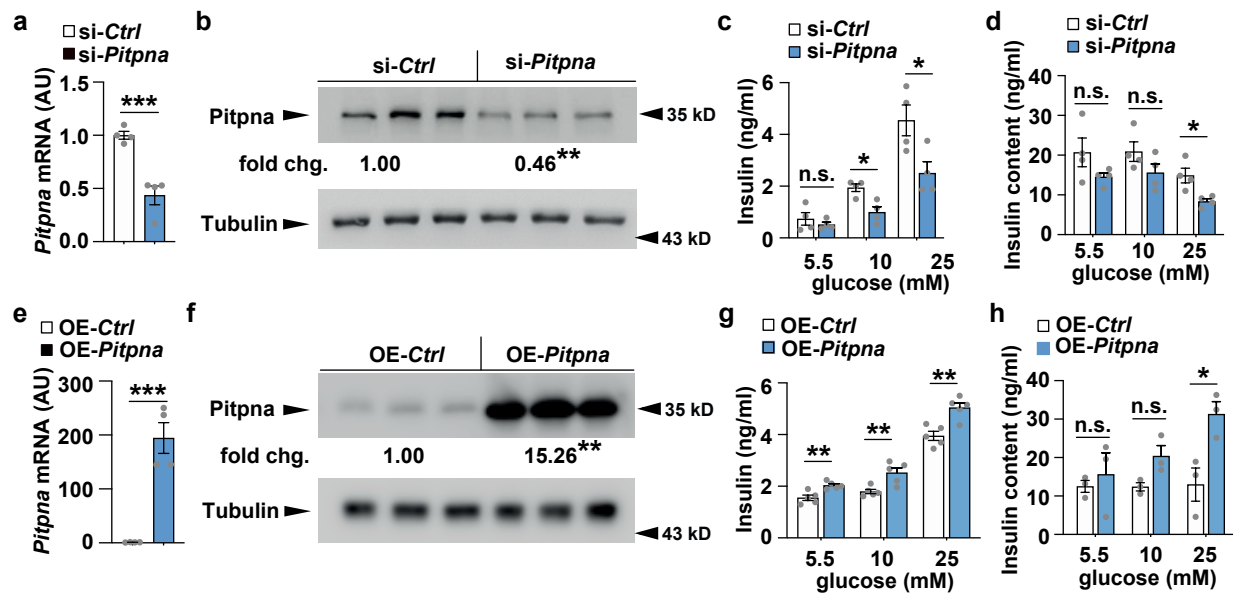 a
si-Ctrl
si-Pitpna
Pitpna mRNA (AU)
1.5
1.0
0.5
0.0
***
b
si-Ctrl
si-Pitpna
Pitpna
35 kD
fold chg.
1.00
0.46**
Tubulin
43 kD
c
si-Ctrl
si-Pitpna
Insulin (ng/ml)
6
4
2
0
n.s.
*
*
5.5
10
25
glucose (mM)
d
si-Ctrl
si-Pitpna
Insulin content (ng/ml)
40
30
20
10
0
n.s.
n.s.
*
5.5
10
25
glucose (mM)
e
OE-Ctrl
OE-Pitpna
Pitpna mRNA (AU)
300
200
100
0
***
f
OE-Ctrl
OE-Pitpna
Pitpna
35 kD
fold chg.
1.00
15.26**
Tubulin
43 kD
g
OE-Ctrl
OE-Pitpna
Insulin (ng/ml)
6
4
2
0
**
**
**
5.5
10
25
glucose (mM)
h
OE-Ctrl
OE-Pitpna
Insulin content (ng/ml)
40
30
20
10
0
n.s.
n.s.
*
5.5
10
25
glucose (mM)